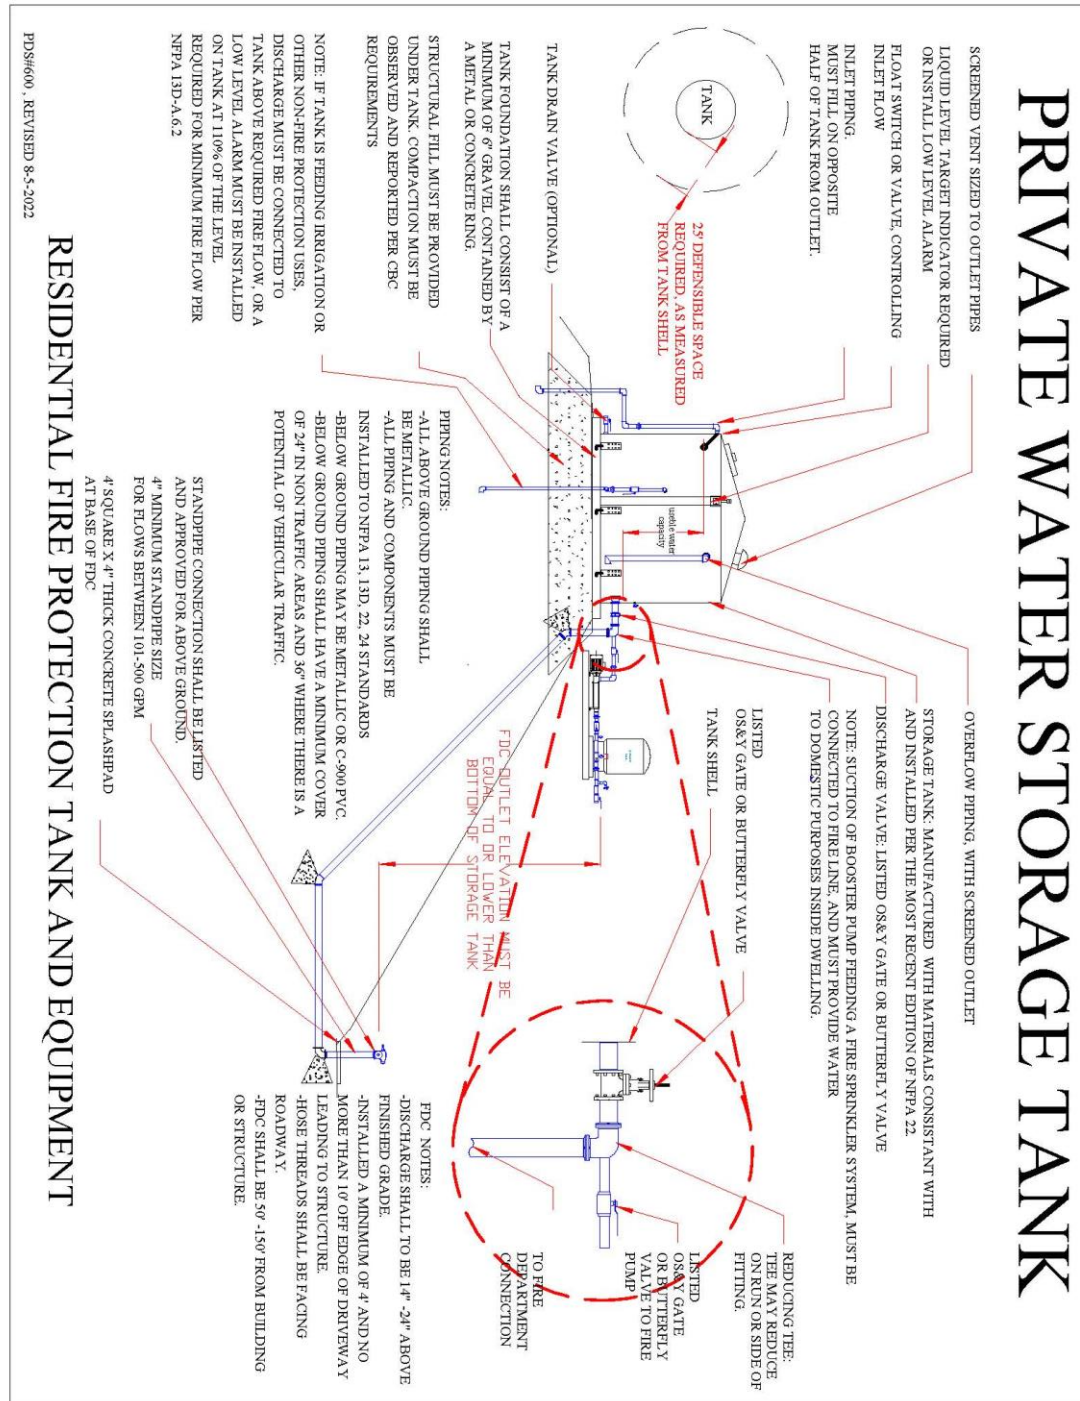 PRIVATE WATER STORAGE TANK
SCREENED VENT SIZED TO OUTLET PIPES
LIQUID LEVEL TARGET INDICATOR REQUIRED
OR INSTALL LOW LEVEL ALARM
FLOAT SWITCH OR VALVE, CONTROLLING
INLET FLOW
INLET PIPING.
MUST FILL ON OPPOSITE
HALF OF TANK FROM OUTLET.
TANK
25' DEFENSIBLE SPACE
REQUIRED, AS MEASURED
FROM TANK SHELL
TANK DRAIN VALVE (OPTIONAL)
TANK FOUNDATION SHALL CONSIST OF A
MINIMUM OF 6" GRAVEL CONTAINED BY
A METAL OR CONCRETE RING.
STRUCTURAL FILL MUST BE PROVIDED
UNDER TANK. COMPACTION MUST BE
OBSERVED AND REPORTED PER CBC
REQUIREMENTS
NOTE: IF TANK IS FEEDING IRRIGATION OR
OTHER NON-FIRE PROTECTION USES,
DISCHARGE MUST BE CONNECTED TO
TANK ABOVE REQUIRED FIRE FLOW, OR A
LOW LEVEL ALARM MUST BE INSTALLED
ON TANK AT 110% OF THE LEVEL
REQUIRED FOR MINIMUM FIRE FLOW PER
NFPA 13D-A.6.2
useble water
capacity
OVERFLOW PIPING, WITH SCREENED OUTLET
STORAGE TANK: MANUFACTURED WITH MATERIALS CONSISTANT WITH
AND INSTALLED PER THE MOST RECENT EDITION OF NFPA 22.
DISCHARGE VALVE: LISTED OS&Y GATE OR BUTTERFLY VALVE
NOTE: SUCTION OF BOOSTER PUMP FEEDING A FIRE SPRINKLER SYSTEM, MUST BE
CONNECTED TO FIRE LINE, AND MUST PROVIDE WATER
TO DOMESTIC PURPOSES INSIDE DWELLING.
LISTED
OS&Y GATE OR BUTTERFLY VALVE
TANK SHELL
REDUCING TEE:
TEE MAY REDUCE
ON RUN OR SIDE OF
FITTING.
LISTED
OS&Y GATE
OR BUTTERFLY
VALVE TO FIRE
PUMP
TO FIRE
DEPARTMENT
CONNECTION
FDC OUTLET ELEVATION MUST BE
EQUAL TO OR LOWER THAN
BOTTOM OF STORAGE TANK
PIPING NOTES:
-ALL ABOVE GROUND PIPING SHALL
BE METALLIC.
-ALL PIPING AND COMPONENTS MUST BE
INSTALLED TO NFPA 13, 13D, 22, 24 STANDARDS
-BELOW GROUND PIPING MAY BE METALLIC OR C-900 PVC.
-BELOW GROUND PIPING SHALL HAVE A MINIMUM COVER
OF 24" IN NON TRAFFIC AREAS AND 36" WHERE THERE IS A
POTENTIAL OF VEHICULAR TRAFFIC.
STANDPIPE CONNECTION SHALL BE LISTED
AND APPROVED FOR ABOVE GROUND.
4" MINIMUM STANDPIPE SIZE
FOR FLOWS BETWEEN 101-500 GPM
4' SQUARE X 4" THICK CONCRETE SPLASHPAD
AT BASE OF FDC
FDC NOTES:
-DISCHARGE SHALL TO BE 14" -24" ABOVE
FINISHED GRADE.
-INSTALLED A MINIMUM OF 4' AND NO
MORE THAN 10' OFF EDGE OF DRIVEWAY
LEADING TO STRUCTURE.
-HOSE THREADS SHALL BE FACING
ROADWAY.
-FDC SHALL BE 50' -150' FROM BUILDING
OR STRUCTURE.
RESIDENTIAL FIRE PROTECTION TANK AND EQUIPMENT
PDS#600 , REVISED 8-5-2022